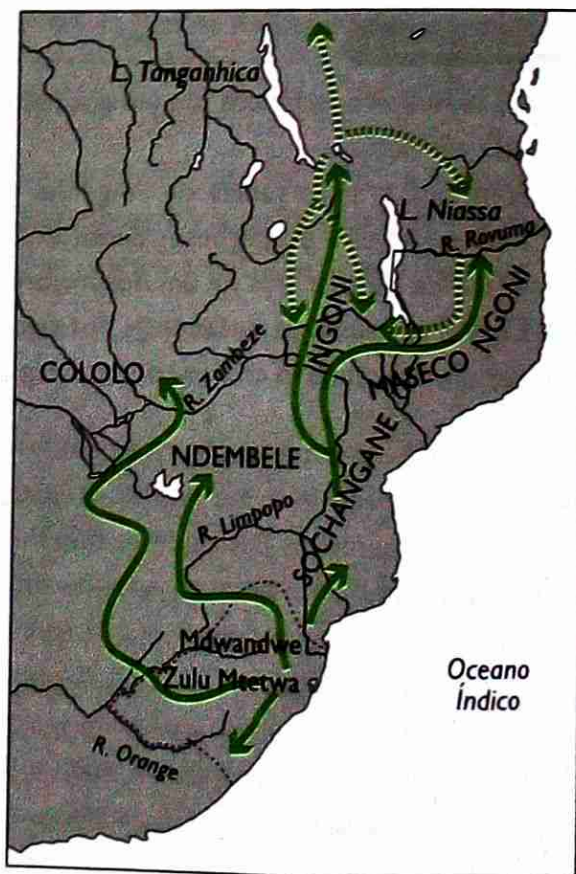 L. Tanganhica
L. Niassa
R. Rovuma
NGONI
MASECO NGONI
COLOLO
R. Zambeze
NDEMBELE
SOCHANGANE
R. Limpopo
Mdwandwe
Zulu Mtetwa
Oceano
Índico
R. Orange